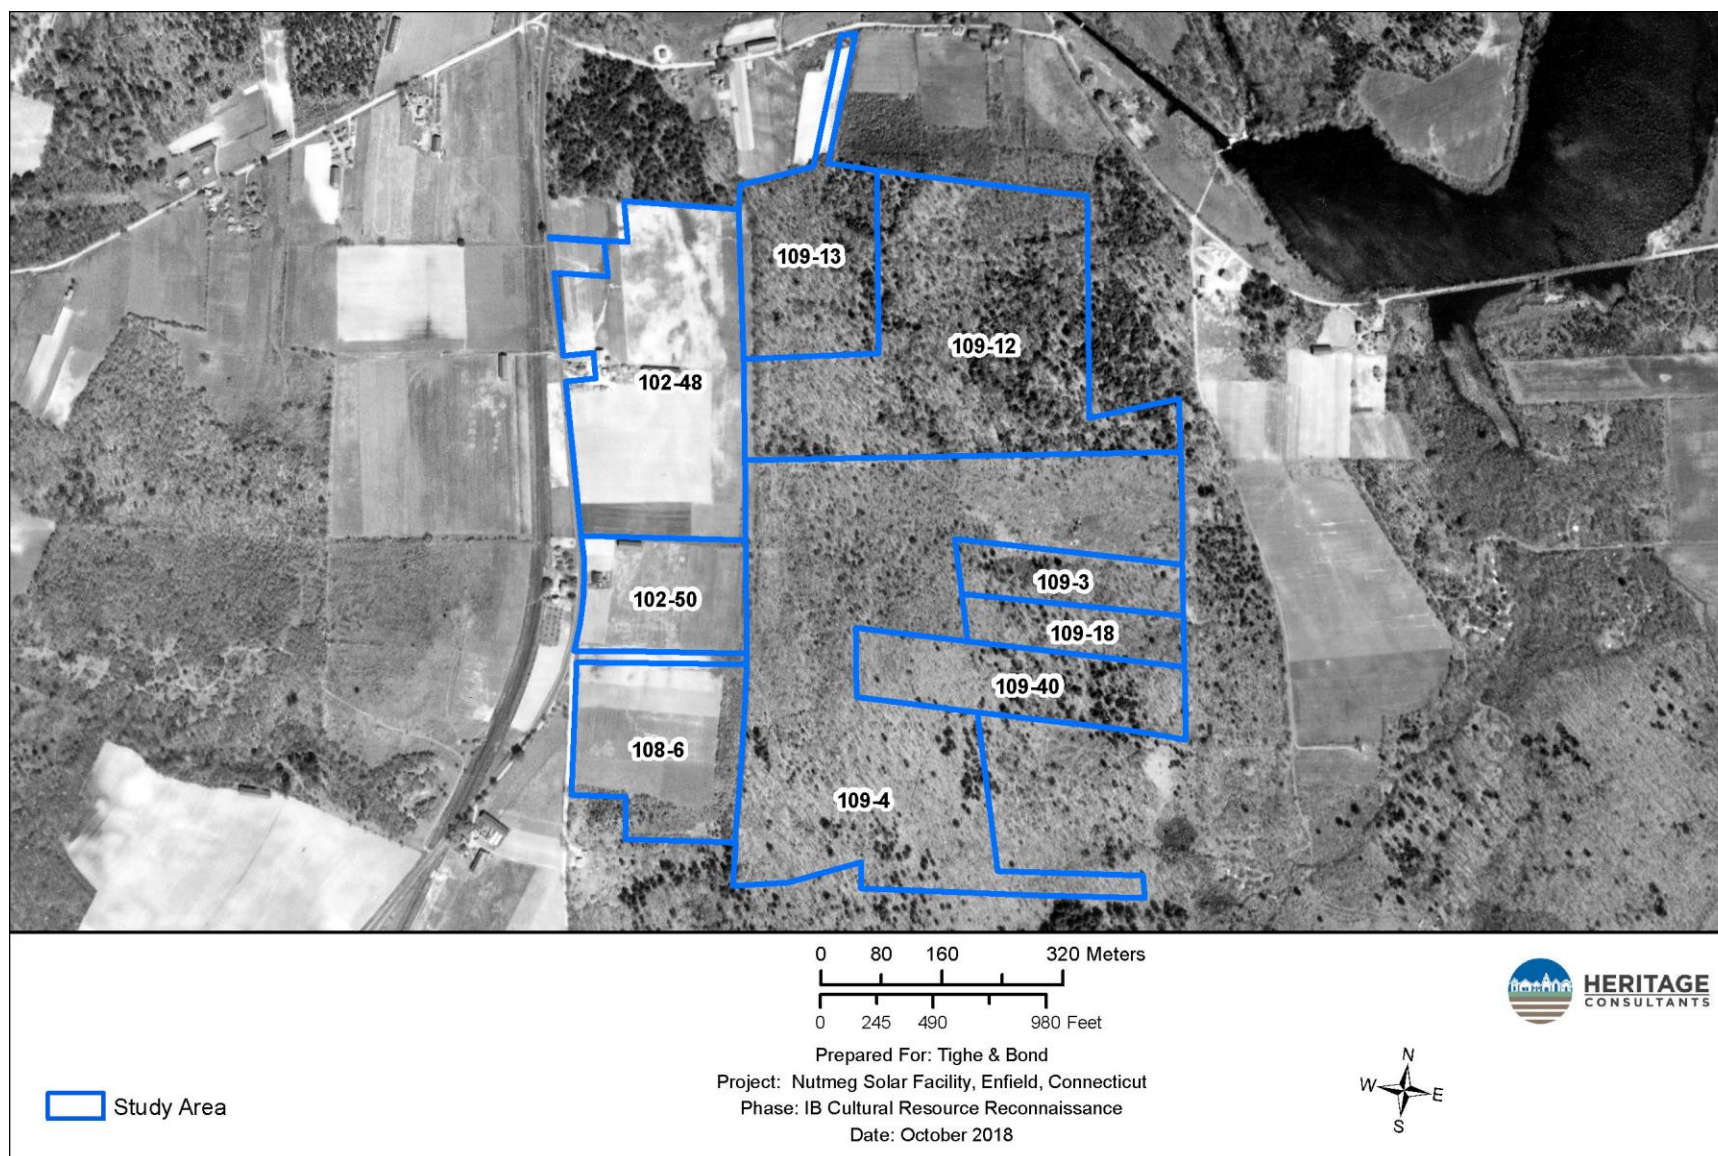 109-13
109-12
102-48
109-3
102-50
109-18
109-40
108-6
109-4
0 80 160 320 Meters
0 245 490 980 Feet
Prepared For: Tighe & Bond
Project: Nutmeg Solar Facility, Enfield, Connecticut
Phase: IB Cultural Resource Reconnaissance
Date: October 2018
Study Area
HERITAGE
CONSULTANTS
N
W E
S